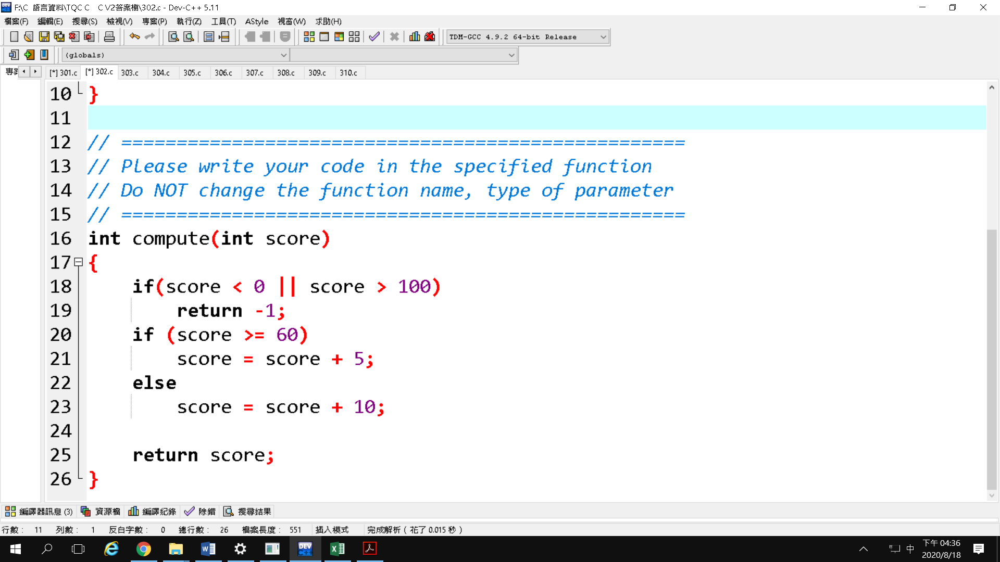 F:\C 語言資料\TQC C C V2答案檔\302.c - Dev-C++ 5.11
檔案(F) 編輯(E) 搜尋(S) 檢視(V) 專案(P) 執行(Z) 工具(T) AStyle 視窗(W) 求助(H)
TDM-GCC 4.9.2 64-bit Release
(globals)
專案 [*] 301.c [*] 302.c 303.c 304.c 305.c 306.c 307.c 308.c 309.c 310.c
10 }
11
12 // ===================================================
13 // Please write your code in the specified function
14 // Do NOT change the function name, type of parameter
15 // ===================================================
16 int compute(int score)
17 {
18 if(score < 0 || score > 100)
19 return -1;
20 if (score >= 60)
21 score = score + 5;
22 else
23 score = score + 10;
24
25 return score;
26 }
編譯器訊息 (3) 資源檔 編譯紀錄 除錯 搜尋結果
行數: 11 列數: 1 反白字數: 0 總行數: 26 檔案長度: 551 插入模式 完成解析 (花了 0.015 秒)
DEV C++
中 下午 04:36
2020/8/18